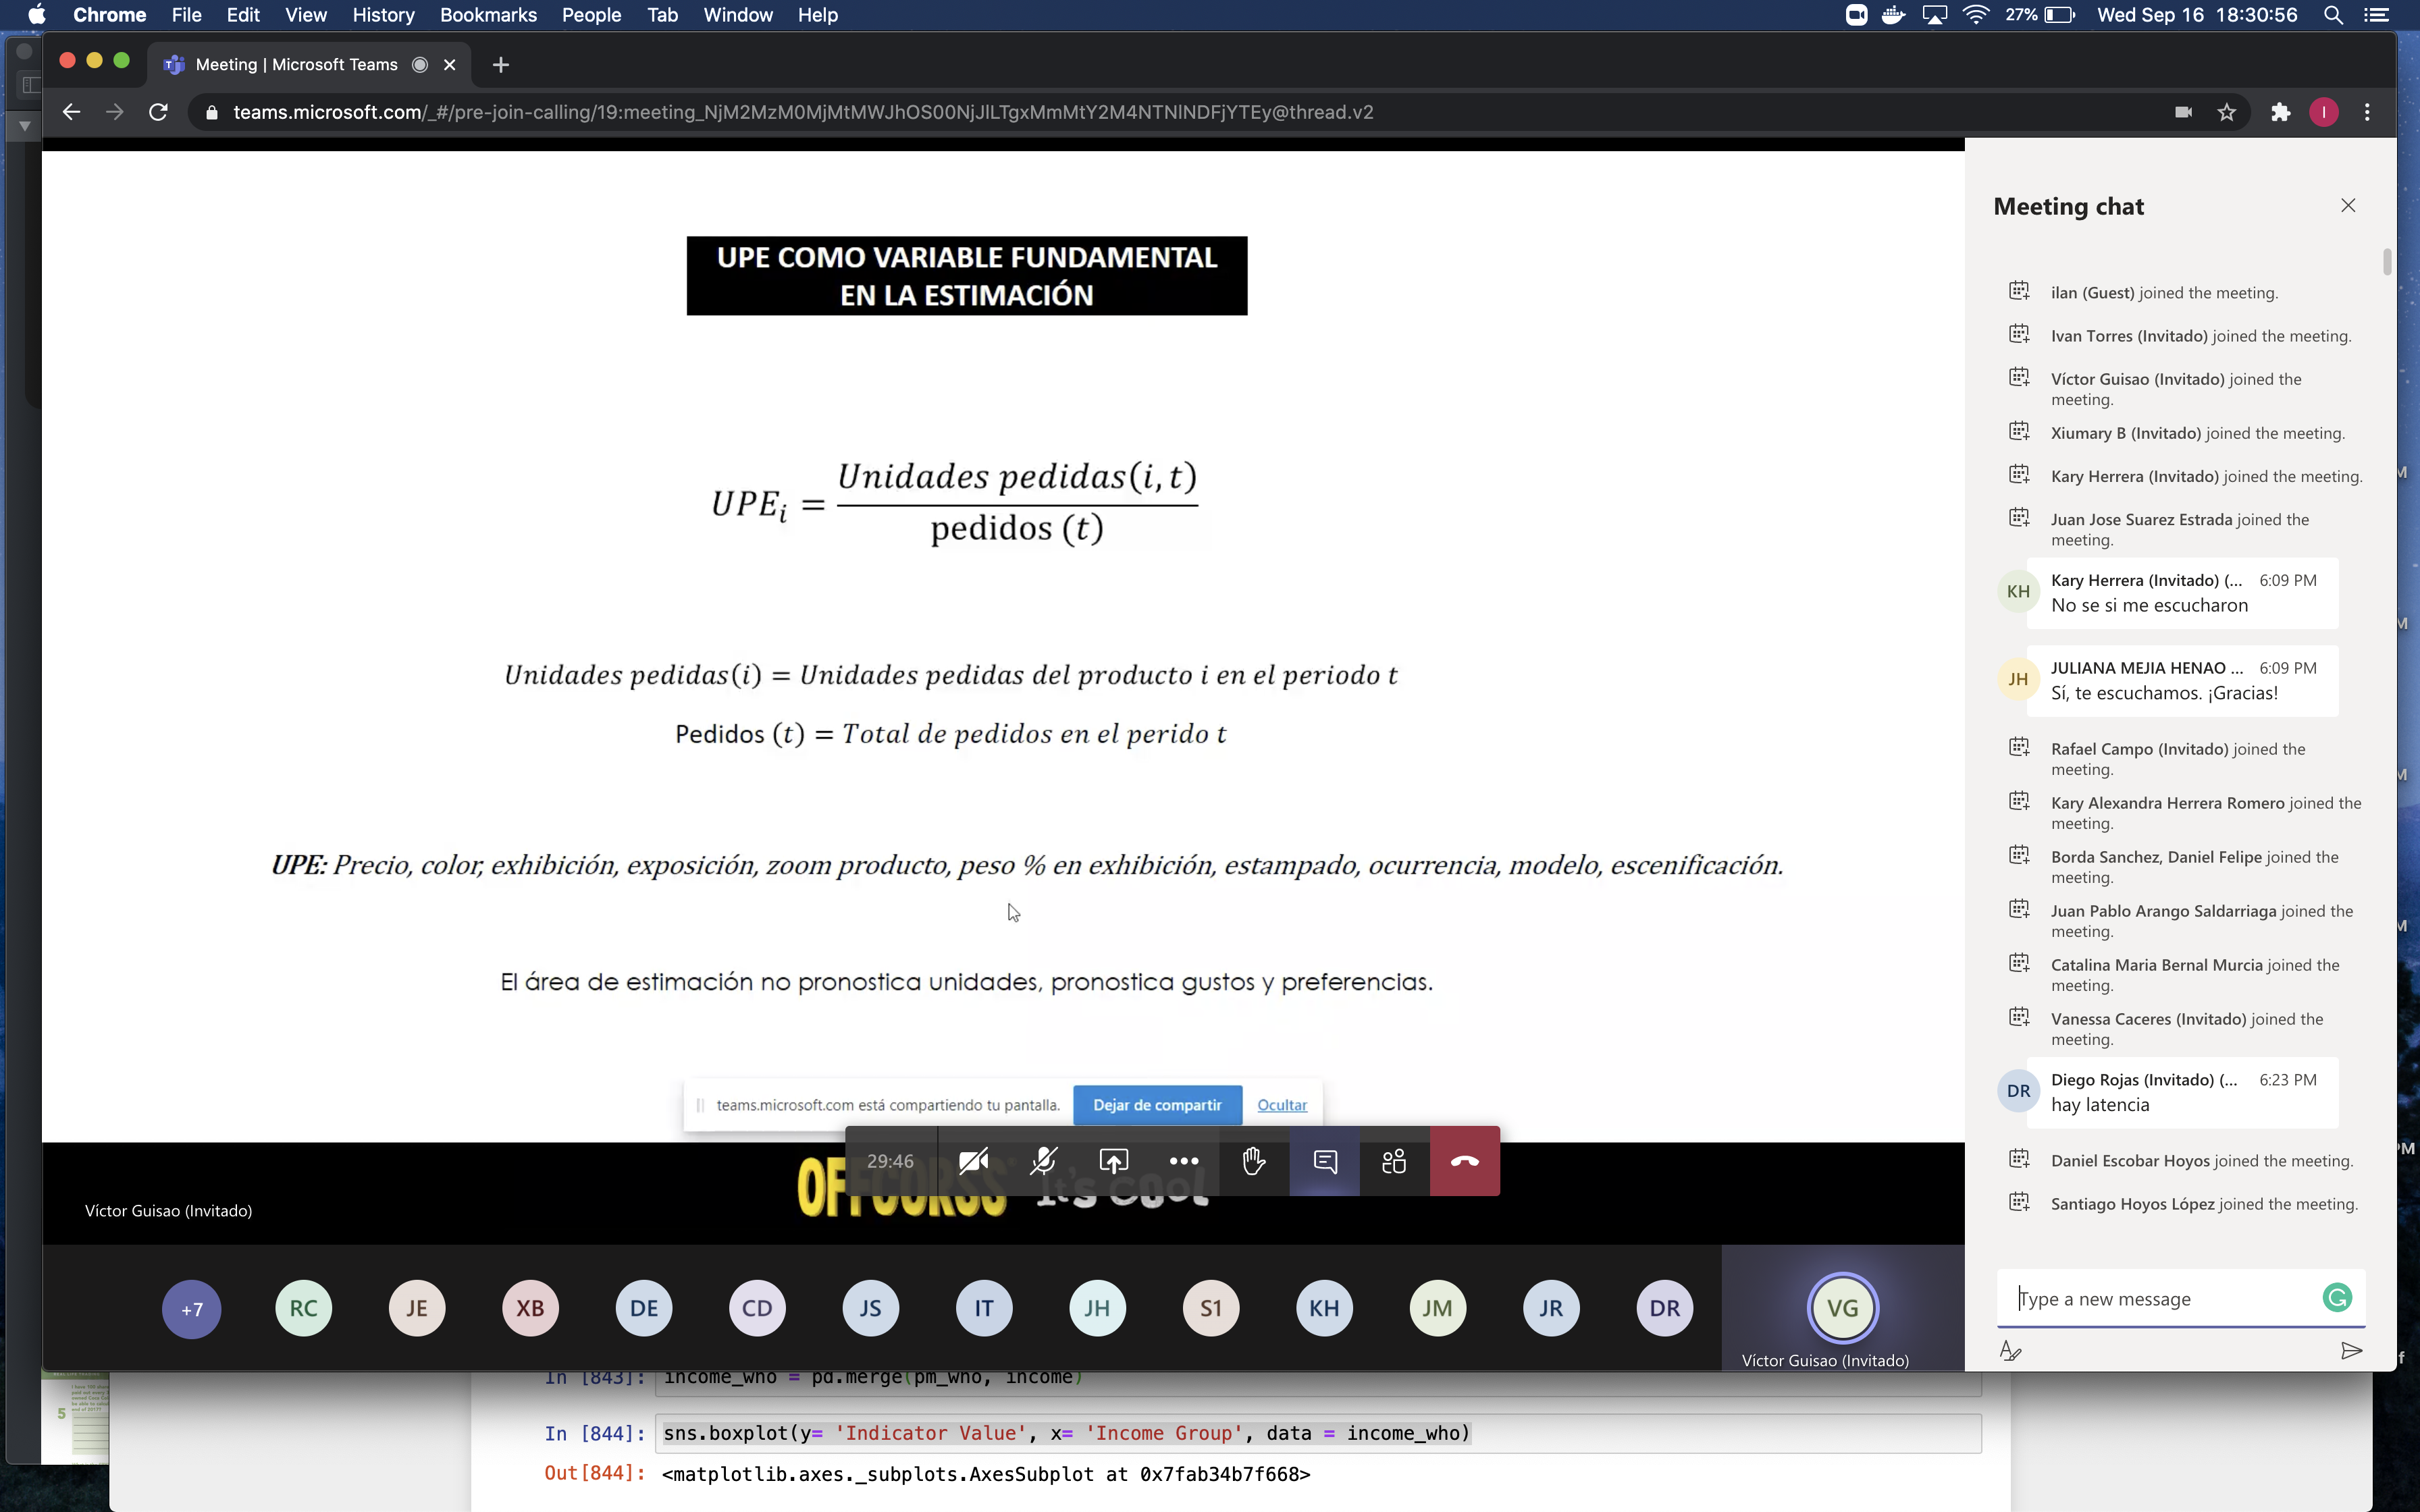 Chrome File Edit View History Bookmarks People Tab Window Help 27% Wed Sep 16 18:30:56
Meeting | Microsoft Teams
teams.microsoft.com/_#/pre-join-calling/19:meeting_NjM2MzM0MjMtMWJhOS00NjJlLTgxMmMtY2M4NTNlNDFjYTEy@thread.v2
I
UPE COMO VARIABLE FUNDAMENTAL
EN LA ESTIMACIÓN
UPEi = Unidades pedidas(i, t)
pedidos (t)
Unidades pedidas(i) = Unidades pedidas del producto i en el periodo t
Pedidos (t) = Total de pedidos en el perido t
UPE: Precio, color, exhibición, exposición, zoom producto, peso % en exhibición, estampado, ocurrencia, modelo, escenificación.
El área de estimación no pronostica unidades, pronostica gustos y preferencias.
teams.microsoft.com está compartiendo tu pantalla. Dejar de compartir Ocultar
29:46
OFFCORSS It's Cool
Víctor Guisao (Invitado)
+7 RC JE XB DE CD JS IT JH S1 KH JM JR DR VG
Víctor Guisao (Invitado)
Meeting chat
ilan (Guest) joined the meeting.
Ivan Torres (Invitado) joined the meeting.
Víctor Guisao (Invitado) joined the
meeting.
Xiumary B (Invitado) joined the meeting.
Kary Herrera (Invitado) joined the meeting.
Juan Jose Suarez Estrada joined the
meeting.
KH
Kary Herrera (Invitado) (... 6:09 PM
No se si me escucharon
JH
JULIANA MEJIA HENAO ... 6:09 PM
Sí, te escuchamos. ¡Gracias!
Rafael Campo (Invitado) joined the
meeting.
Kary Alexandra Herrera Romero joined the
meeting.
Borda Sanchez, Daniel Felipe joined the
meeting.
Juan Pablo Arango Saldarriaga joined the
meeting.
Catalina Maria Bernal Murcia joined the
meeting.
Vanessa Caceres (Invitado) joined the
meeting.
DR
Diego Rojas (Invitado) (... 6:23 PM
hay latencia
Daniel Escobar Hoyos joined the meeting.
Santiago Hoyos López joined the meeting.
Type a new message
In [843]: income_who = pd.merge(pm_who, income)
In [844]: sns.boxplot(y= 'Indicator Value', x= 'Income Group', data = income_who)
Out[844]: <matplotlib.axes._subplots.AxesSubplot at 0x7fab34b7f668>
5